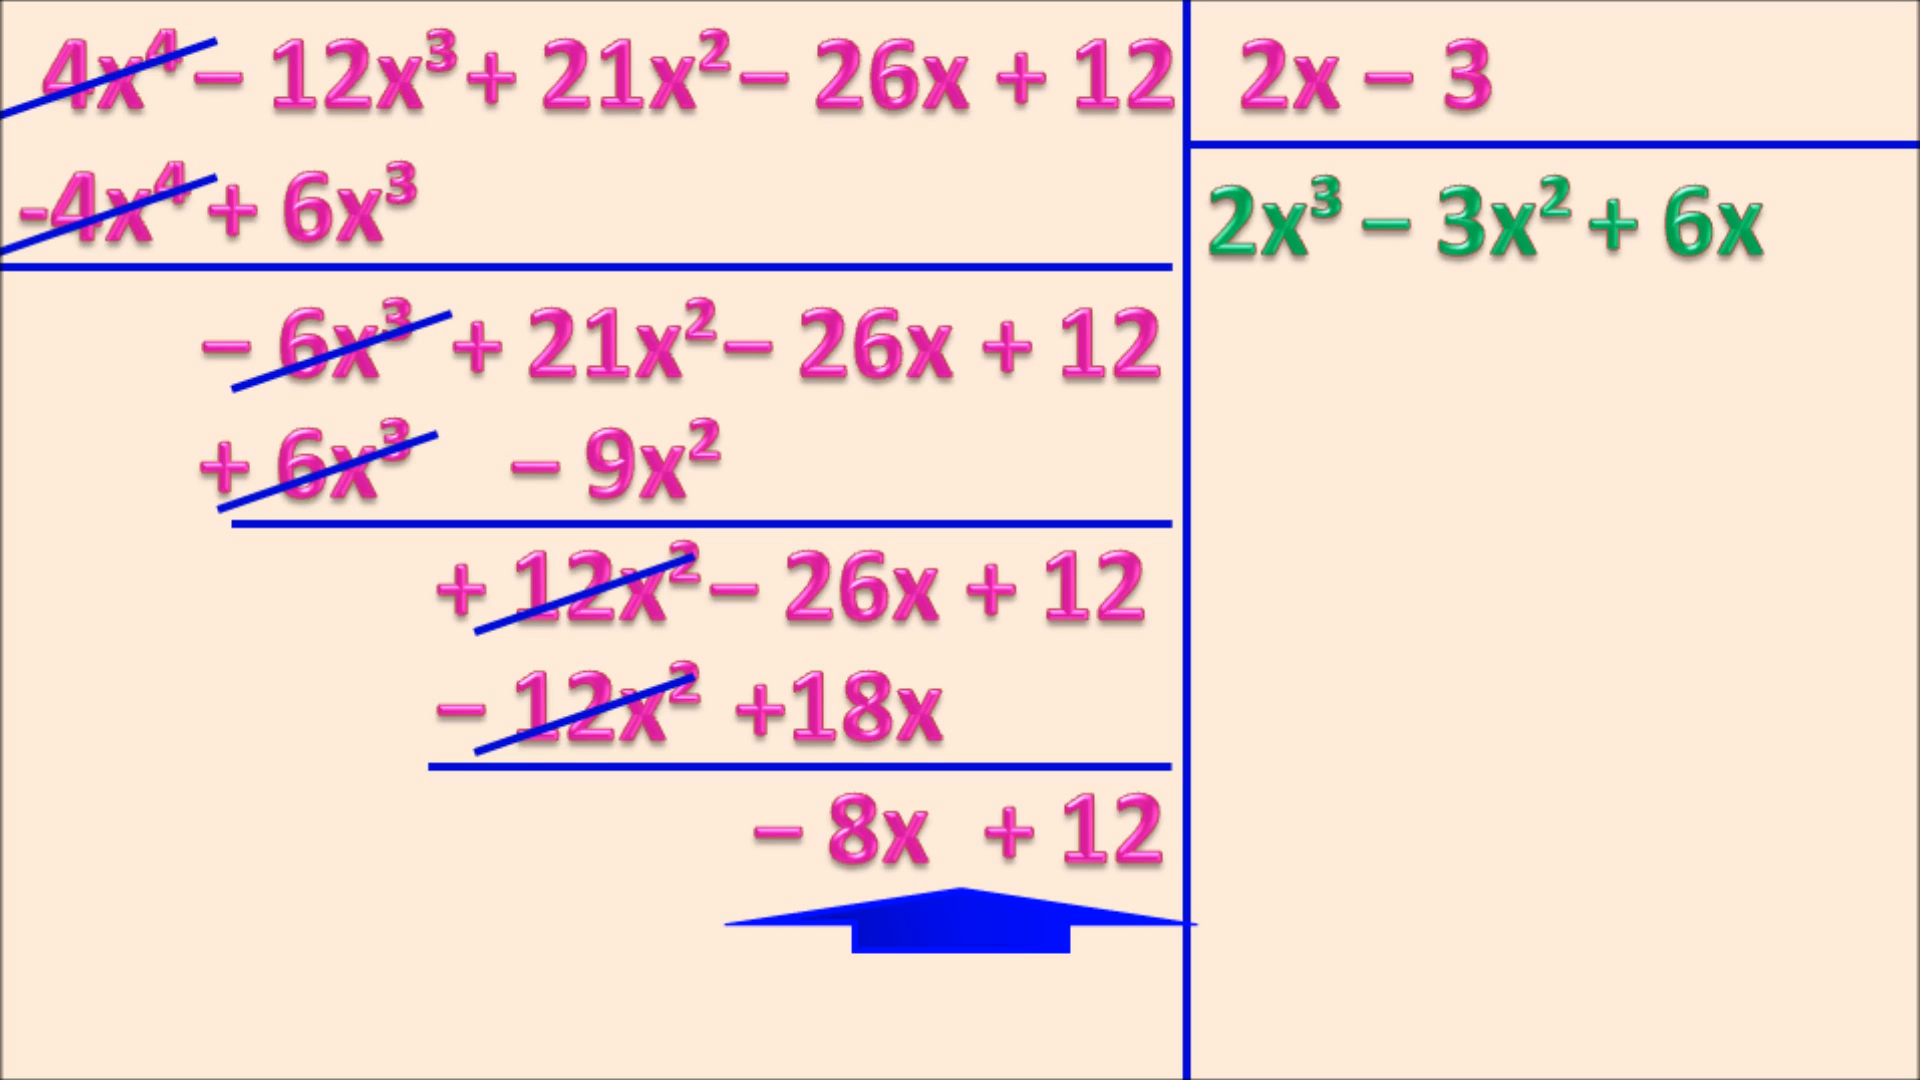 4x⁴ – 12x³ + 21x² – 26x + 12
2x – 3
-4x⁴ + 6x³
2x³ – 3x² + 6x
– 6x³ + 21x² – 26x + 12
+ 6x³ – 9x²
+ 12x² – 26x + 12
– 12x² +18x
– 8x + 12